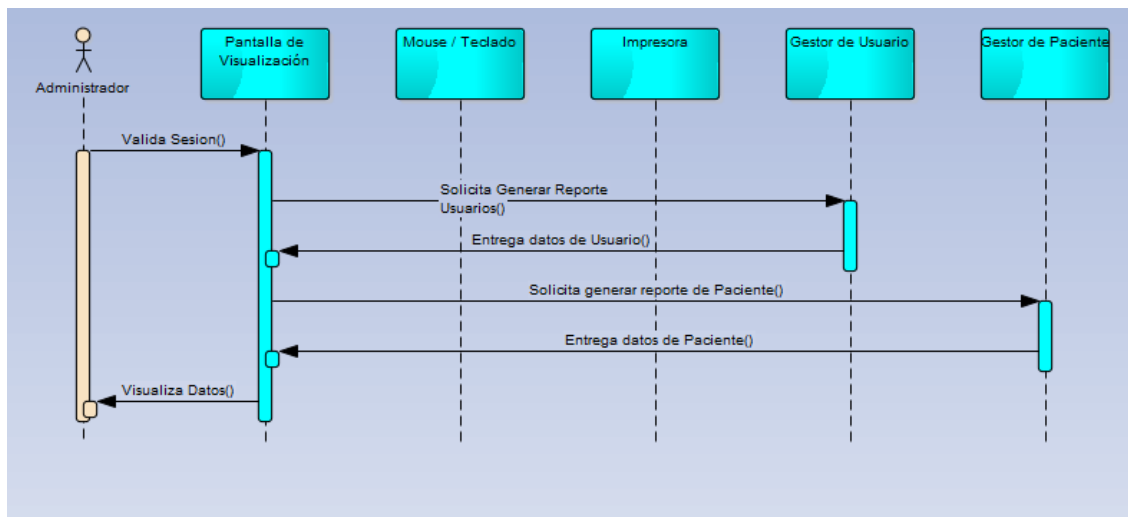 Administrador
Pantalla de
Visualización
Mouse / Teclado
Impresora
Gestor de Usuario
Gestor de Paciente
Valida Sesion()
Solicita Generar Reporte
Usuarios()
Entrega datos de Usuario()
Solicita generar reporte de Paciente()
Entrega datos de Paciente()
Visualiza Datos()